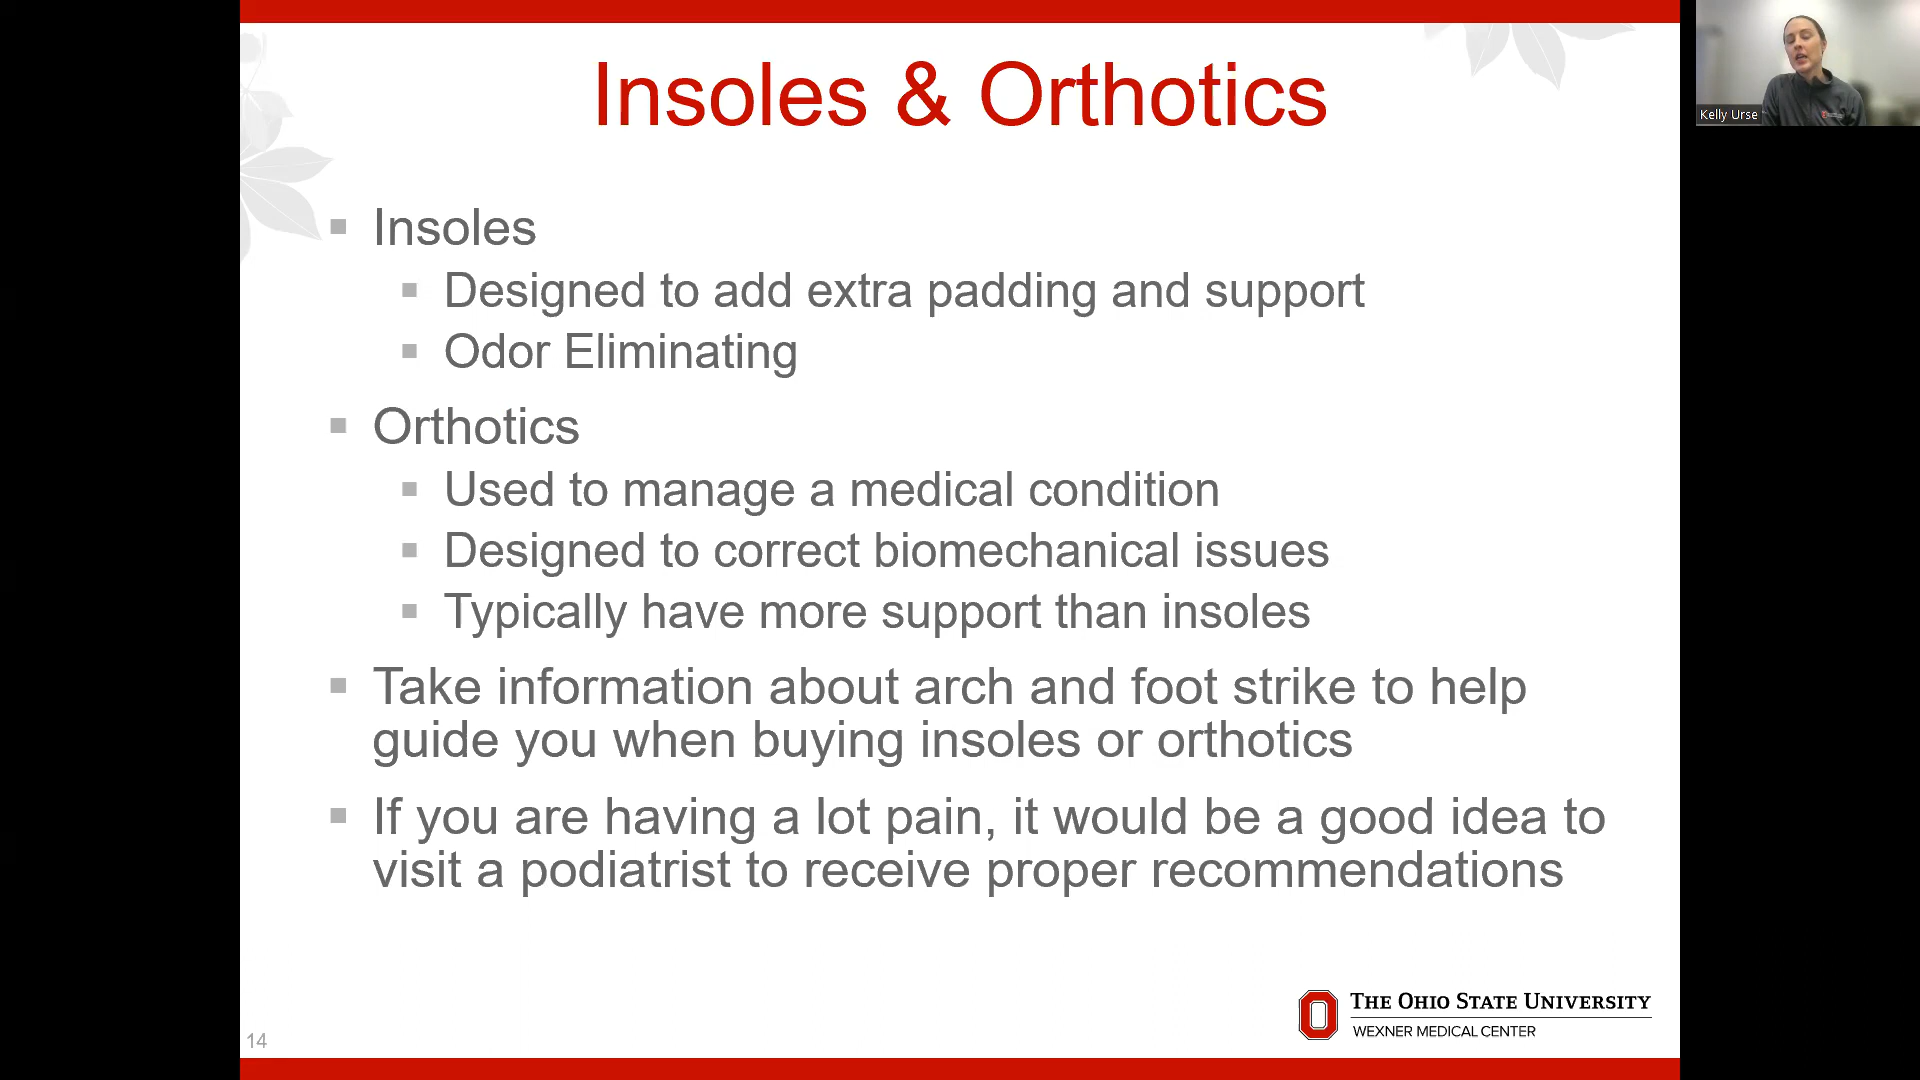 Insoles & Orthotics
Kelly Urse
Insoles
Designed to add extra padding and support
Odor Eliminating
Orthotics
Used to manage a medical condition
Designed to correct biomechanical issues
Typically have more support than insoles
Take information about arch and foot strike to help
guide you when buying insoles or orthotics
If you are having a lot pain, it would be a good idea to
visit a podiatrist to receive proper recommendations
THE OHIO STATE UNIVERSITY
WEXNER MEDICAL CENTER
14